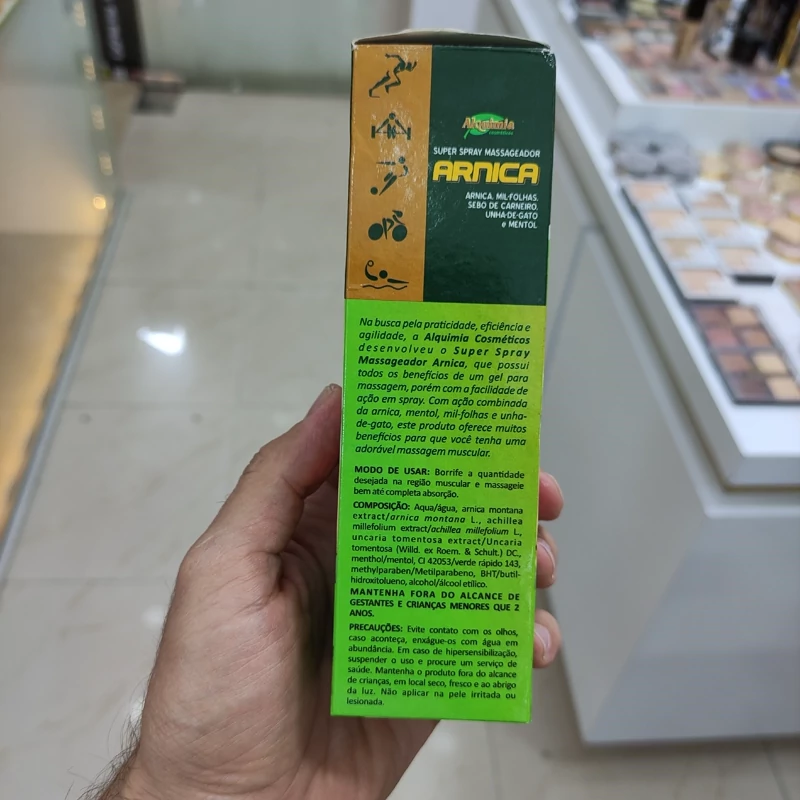 Alquimia
cosméticos
SUPER SPRAY MASSAGEADOR
ARNICA
ARNICA, MIL-FOLHAS,
SEBO DE CARNEIRO,
UNHA-DE-GATO
e MENTOL
Na busca pela praticidade, eficiência e
agilidade, a Alquimia Cosméticos
desenvolveu o Super Spray
Massageador Arnica, que possui
todos os benefícios de um gel para
massagem, porém com a facilidade de
ação em spray. Com ação combinada
da arnica, mentol, mil-folhas e unha-
de-gato, este produto oferece muitos
benefícios para que você tenha uma
adorável massagem muscular.
MODO DE USAR: Borrife a quantidade
desejada na região muscular e massageie
bem até completa absorção.
COMPOSIÇÃO: Aqua/água, arnica montana
extract/arnica montana L., achillea
millefolium extract/achillea millefolium L.,
uncaria tomentosa extract/Uncaria
tomentosa (Willd. ex Roem. & Schult.) DC.,
menthol/mentol, CI 42053/verde rápido 143,
methylparaben/Metilparabeno, BHT/butil-
hidroxitolueno, alcohol/álcool etílico.
MANTENHA FORA DO ALCANCE DE
GESTANTES E CRIANÇAS MENORES QUE 2
ANOS.
PRECAUÇÕES: Evite contato com os olhos,
caso aconteça, enxágue-os com água em
abundância. Em caso de hipersensibilização,
suspender o uso e procure um serviço de
saúde. Mantenha o produto fora do alcance
de crianças, em local seco, fresco e ao abrigo
da luz. Não aplicar na pele irritada ou
lesionada.